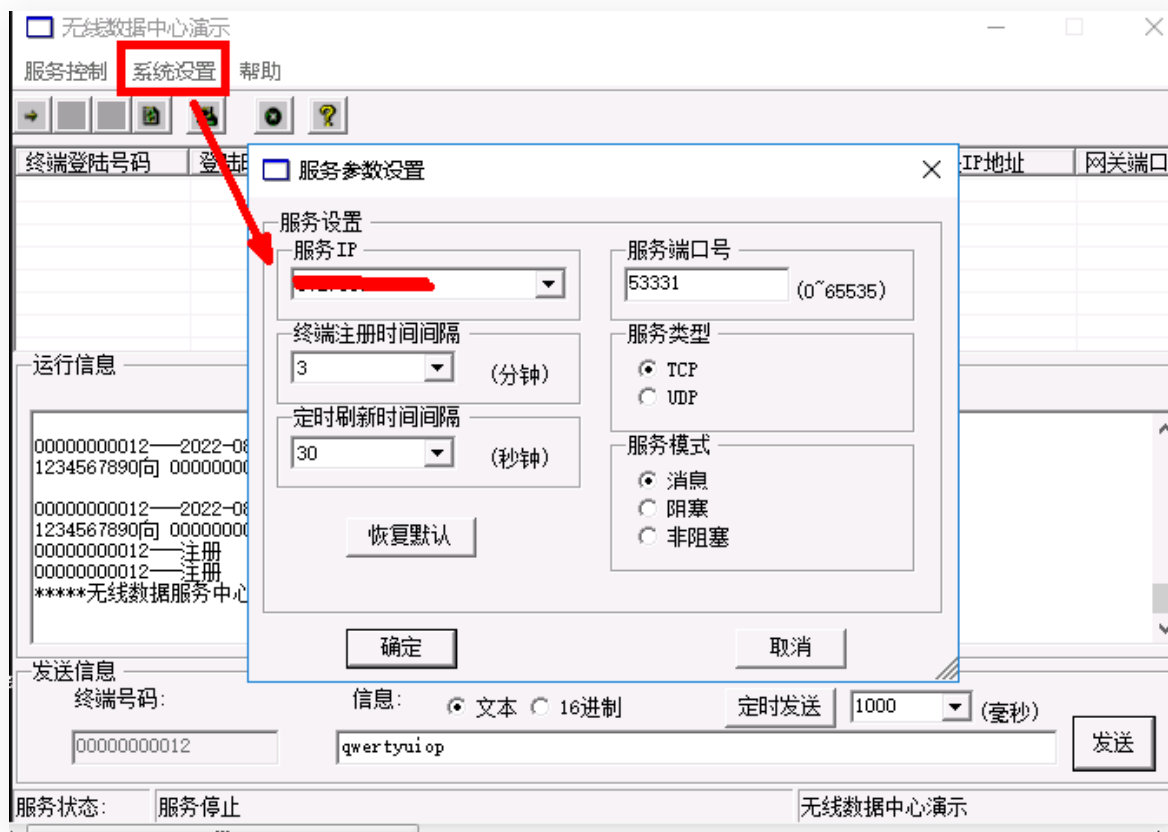 无线数据中心演示
服务控制 系统设置 帮助
终端登陆号码 登陆 IP地址 网关端口
服务参数设置
服务设置
服务IP
服务端口号
53331 (0~65535)
终端注册时间间隔
3 (分钟)
服务类型
TCP
UDP
定时刷新时间间隔
30 (秒钟)
服务模式
消息
阻塞
非阻塞
恢复默认
确定 取消
运行信息
00000000012——2022-08
1234567890向 00000000
00000000012——2022-08
1234567890向 00000000
00000000012——注册
00000000012——注册
*****无线数据服务中心
发送信息
终端号码: 信息: 文本 16进制 定时发送 1000 (毫秒)
00000000012 qwertyuiop 发送
服务状态: 服务停止 无线数据中心演示